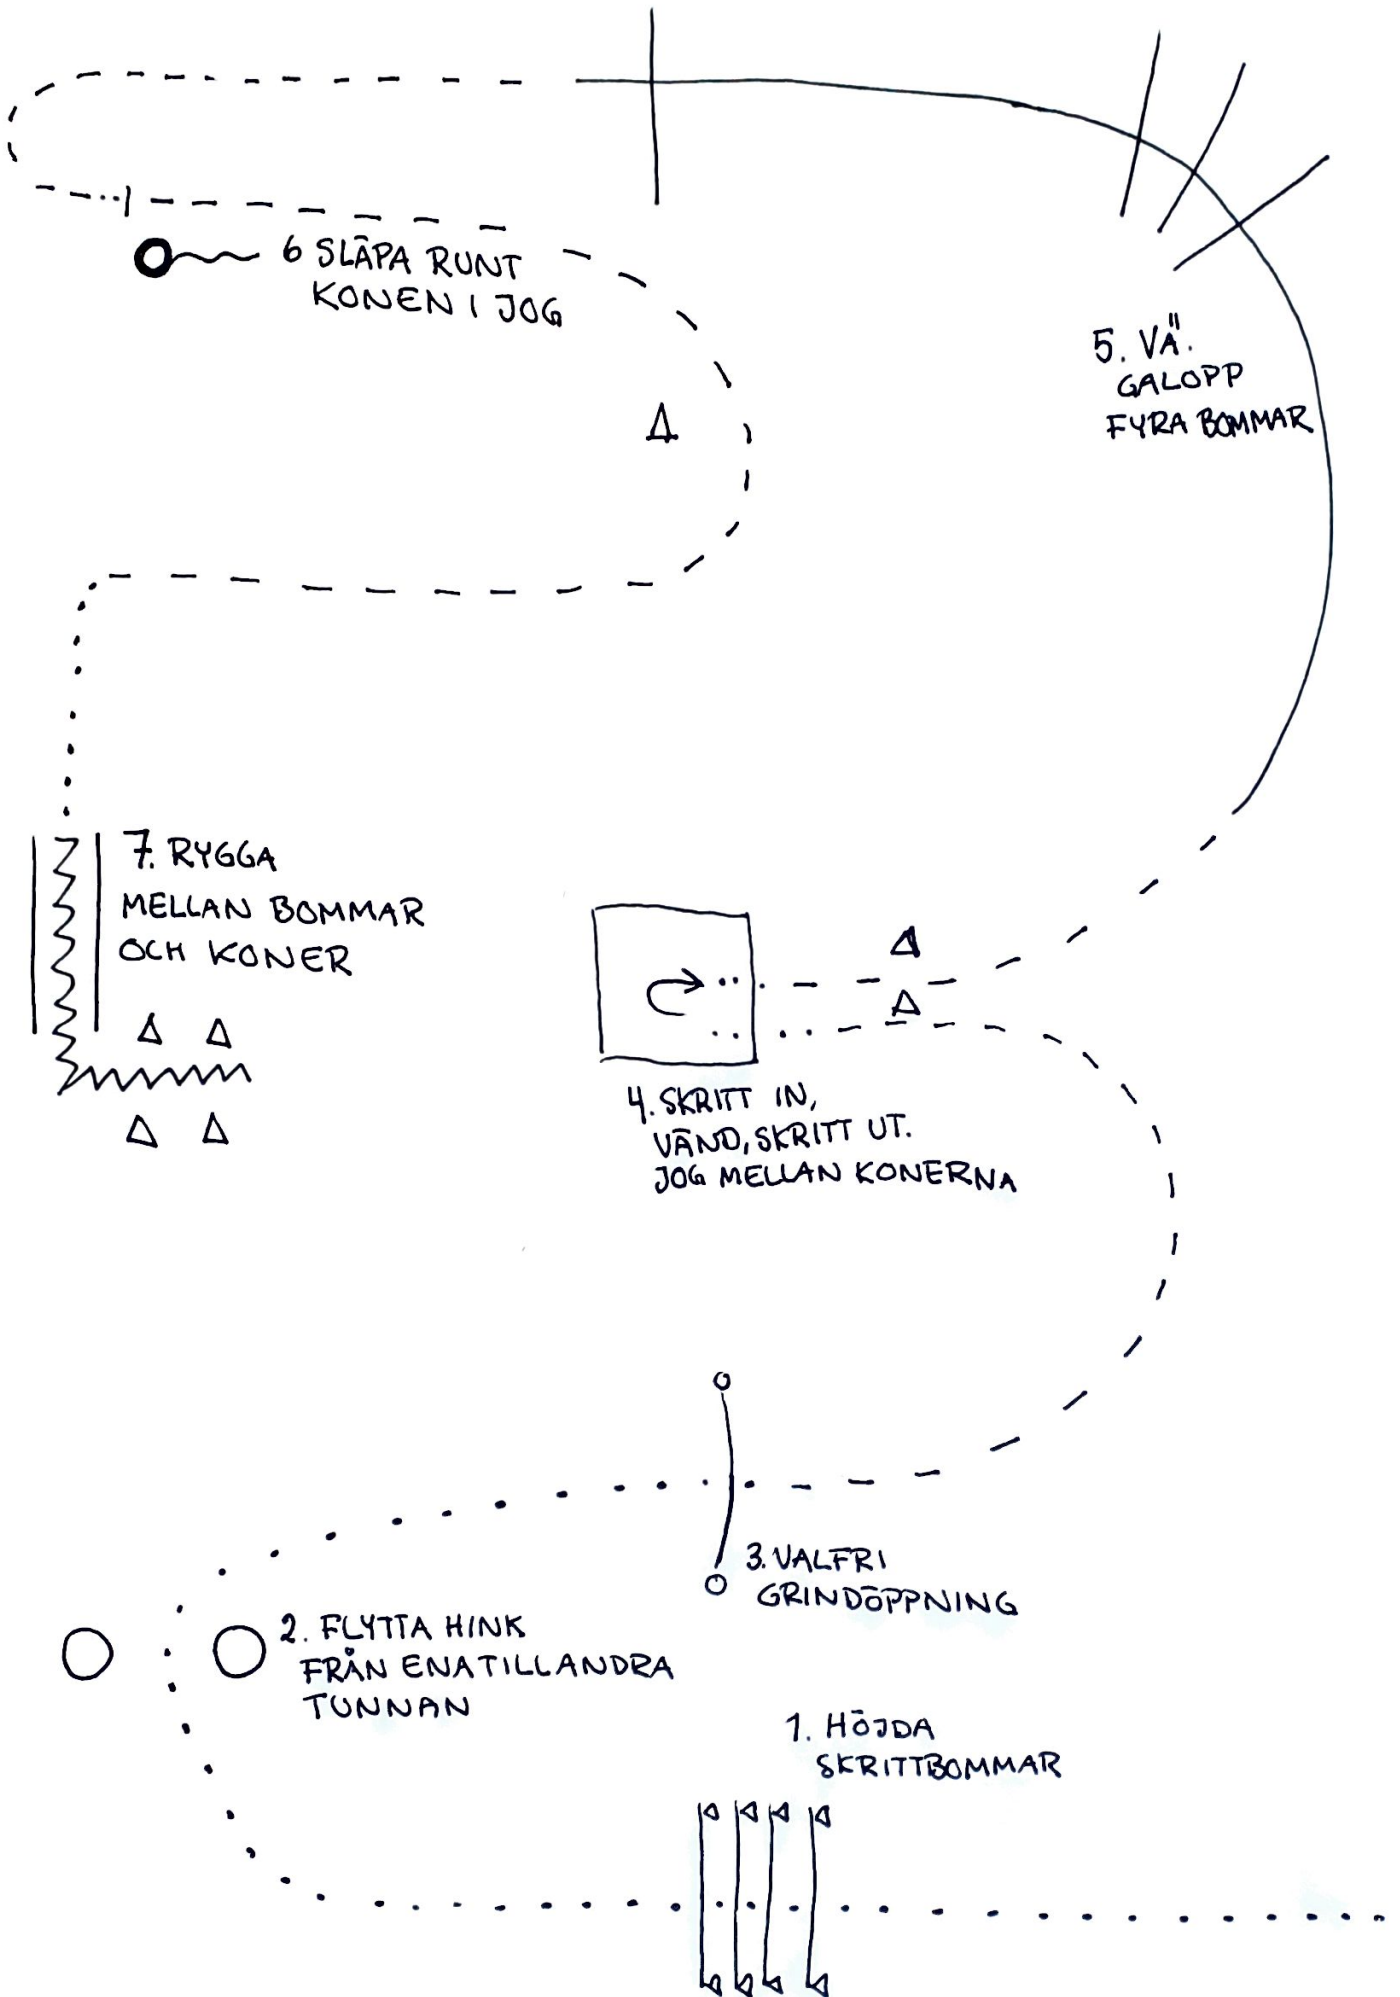 6 SLÄPA RUNT
KONEN I JOG
5. VÄ.
GALOPP
FYRA BOMMAR
7. RYGGA
MELLAN BOMMAR
OCH KONER
4. SKRITT IN,
VÄND, SKRITT UT.
JOG MELLAN KONERNA
3. VALFRI
GRINDÖPPNING
2. FLYTTA HINK
FRÅN ENA TILL ANDRA
TUNNAN
1. HÖJDA
SKRITTBOMMAR